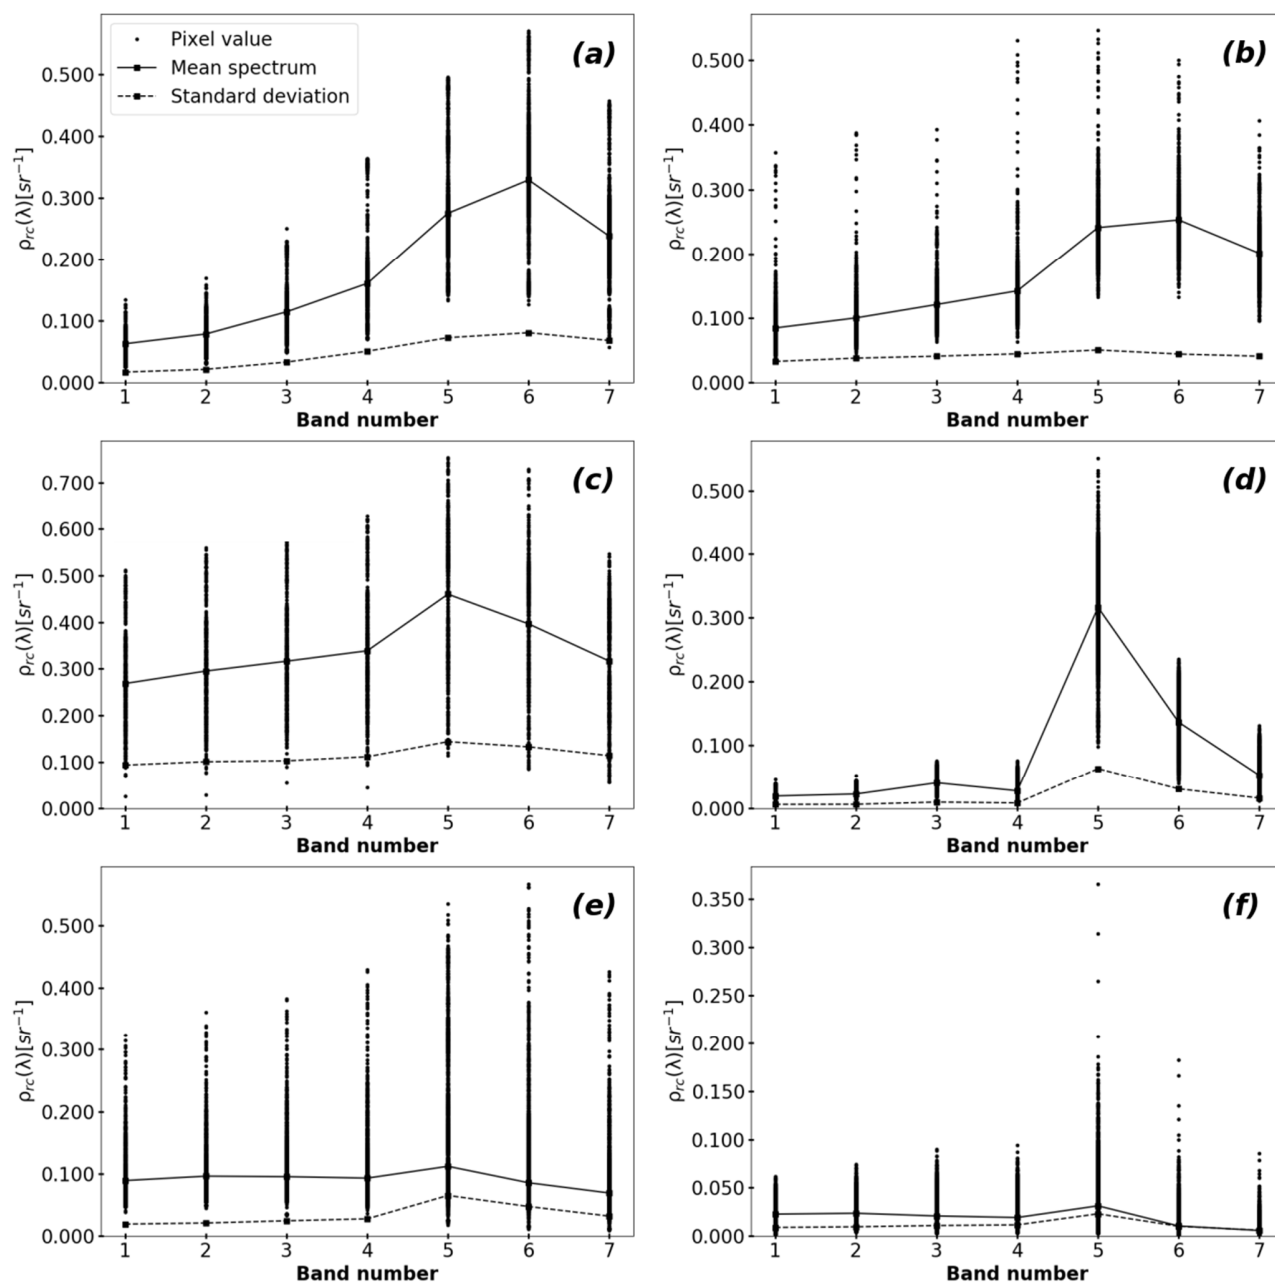 Pixel value
Mean spectrum
Standard deviation
(a)
0.500
0.400
0.300
0.200
0.100
0.000
ρrc(λ)[sr⁻¹]
1 2 3 4 5 6 7
Band number
(b)
0.500
0.400
0.300
0.200
0.100
0.000
ρrc(λ)[sr⁻¹]
1 2 3 4 5 6 7
Band number
(c)
0.700
0.600
0.500
0.400
0.300
0.200
0.100
0.000
ρrc(λ)[sr⁻¹]
1 2 3 4 5 6 7
Band number
(d)
0.500
0.400
0.300
0.200
0.100
0.000
ρrc(λ)[sr⁻¹]
1 2 3 4 5 6 7
Band number
(e)
0.500
0.400
0.300
0.200
0.100
0.000
ρrc(λ)[sr⁻¹]
1 2 3 4 5 6 7
Band number
(f)
0.350
0.300
0.250
0.200
0.150
0.100
0.050
0.000
ρrc(λ)[sr⁻¹]
1 2 3 4 5 6 7
Band number